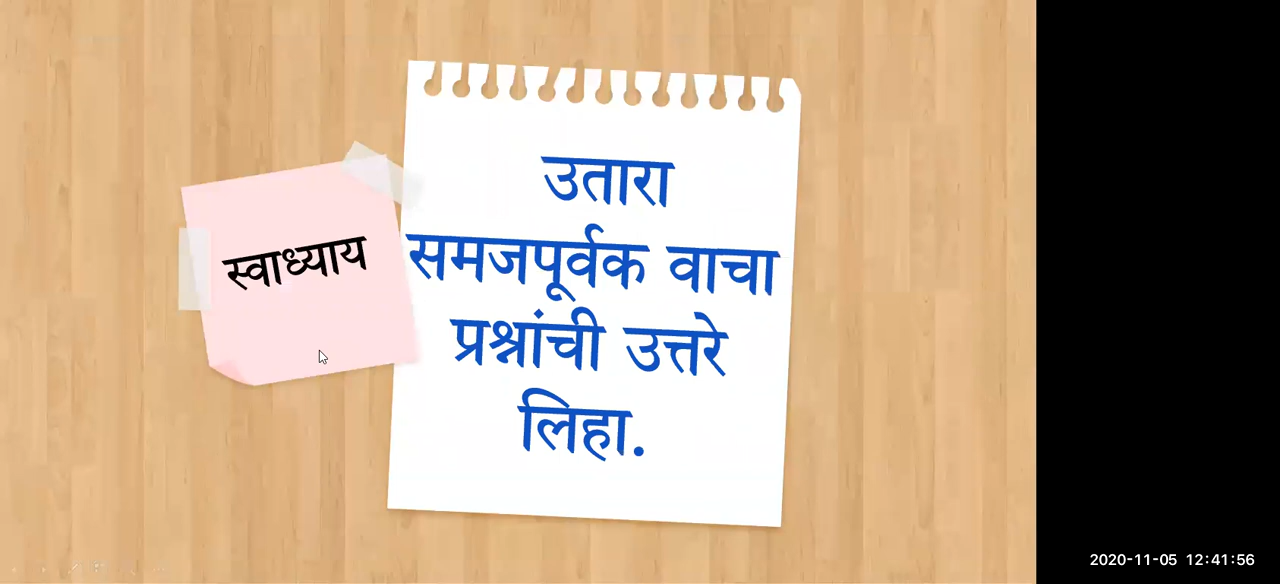 स्वाध्याय
उतारा
समजपूर्वक वाचा
प्रश्नांची उत्तरे
लिहा.
2020-11-05 12:41:56